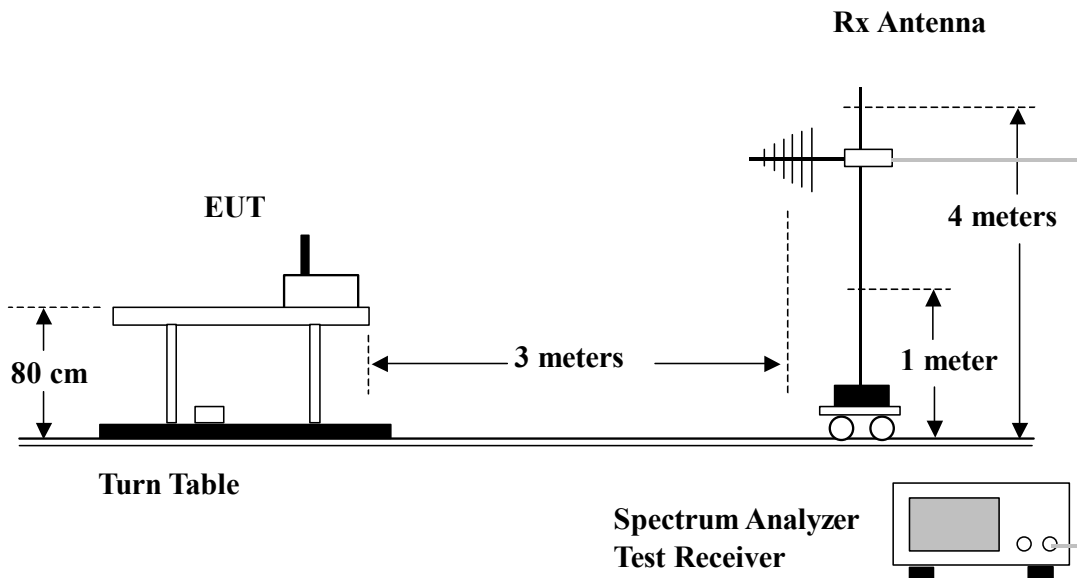 Rx Antenna
EUT
4 meters
3 meters
1 meter
80 cm
Turn Table
Spectrum Analyzer
Test Receiver